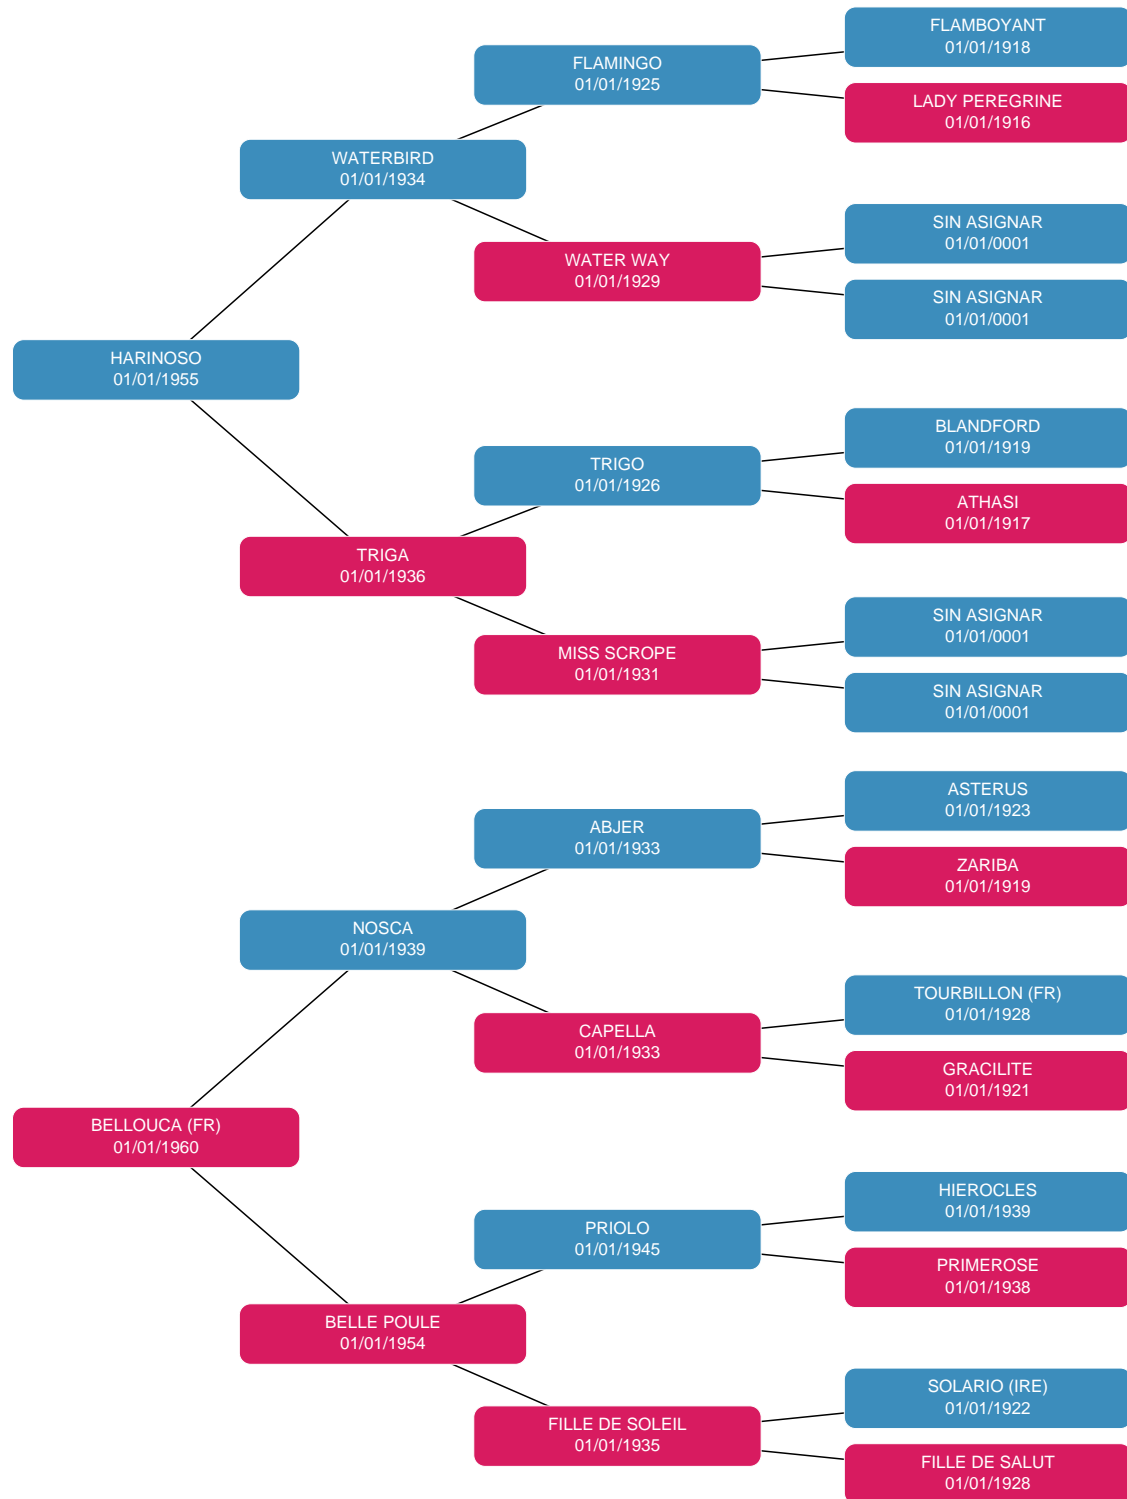 FLAMBOYANT
01/01/1918
FLAMINGO
01/01/1925
LADY PEREGRINE
01/01/1916
WATERBIRD
01/01/1934
SIN ASIGNAR
01/01/0001
WATER WAY
01/01/1929
SIN ASIGNAR
01/01/0001
HARINOSO
01/01/1955
BLANDFORD
01/01/1919
TRIGO
01/01/1926
ATHASI
01/01/1917
TRIGA
01/01/1936
SIN ASIGNAR
01/01/0001
MISS SCROPE
01/01/1931
SIN ASIGNAR
01/01/0001
ASTERUS
01/01/1923
ABJER
01/01/1933
ZARIBA
01/01/1919
NOSCA
01/01/1939
TOURBILLON (FR)
01/01/1928
CAPELLA
01/01/1933
GRACILITE
01/01/1921
BELLOUCA (FR)
01/01/1960
HIEROCLES
01/01/1939
PRIOLO
01/01/1945
PRIMEROSE
01/01/1938
BELLE POULE
01/01/1954
SOLARIO (IRE)
01/01/1922
FILLE DE SOLEIL
01/01/1935
FILLE DE SALUT
01/01/1928